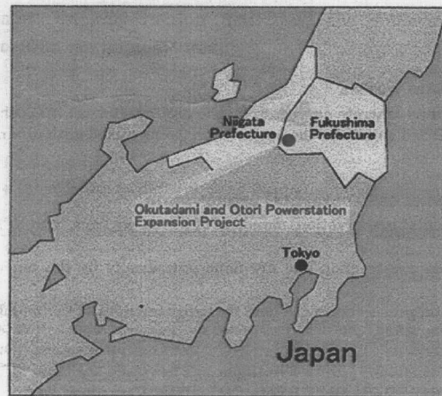 Niigata
Prefecture
Fukushima
Prefecture
Okutadami and Otori Powerstation
Expansion Project
Tokyo
Japan